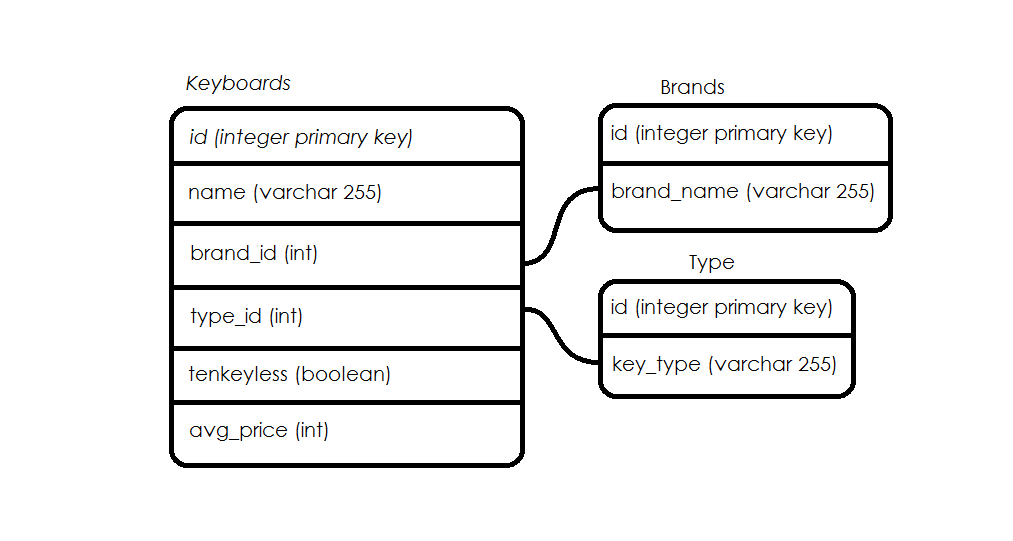 Keyboards
id (integer primary key)
name (varchar 255)
brand_id (int)
type_id (int)
tenkeyless (boolean)
avg_price (int)
Brands
id (integer primary key)
brand_name (varchar 255)
Type
id (integer primary key)
key_type (varchar 255)